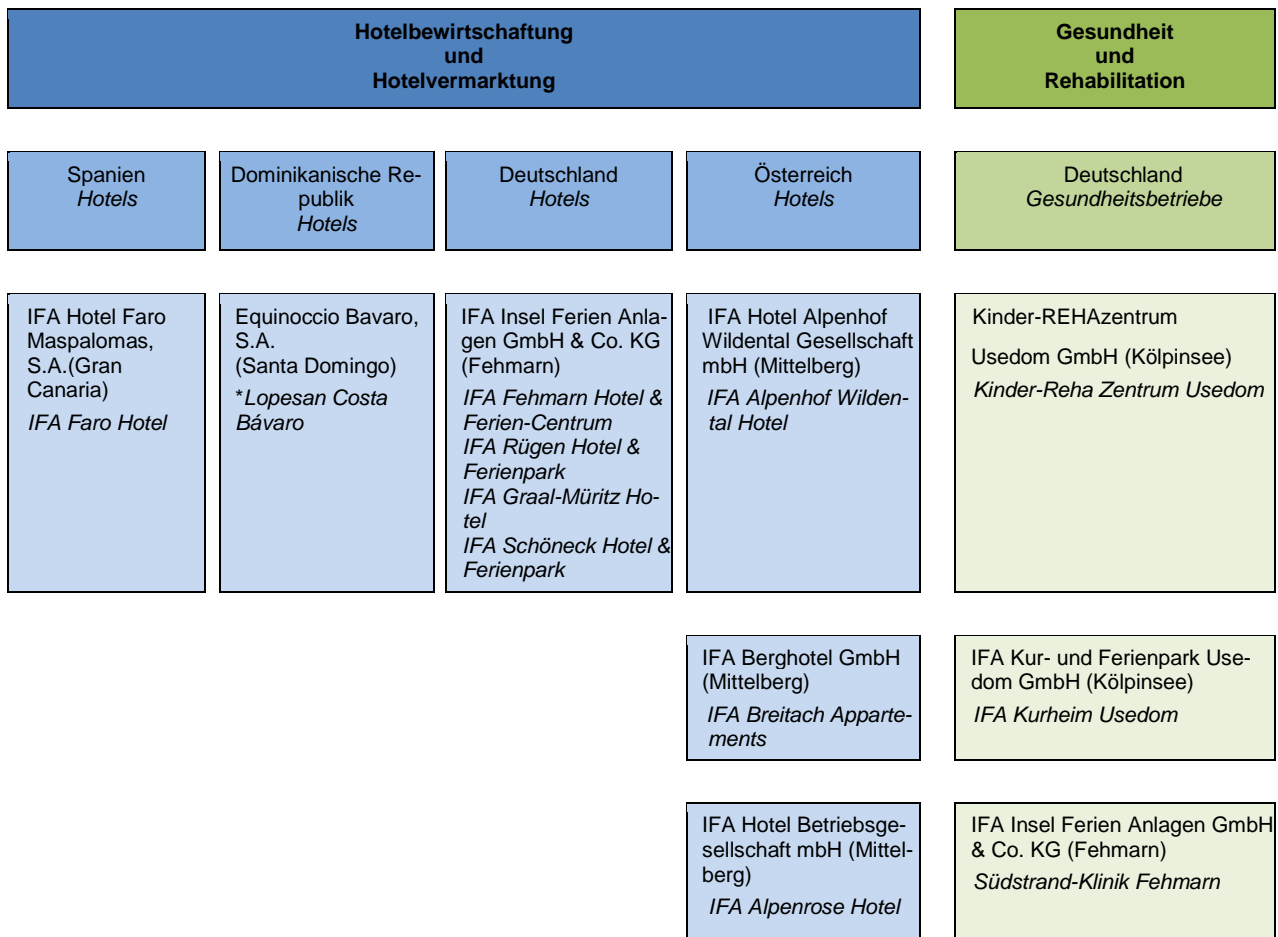 Hotelbewirtschaftung
und
Hotelvermarktung
Gesundheit
und
Rehabilitation
Spanien
Hotels
Dominikanische Re-
publik
Hotels
Deutschland
Hotels
Österreich
Hotels
Deutschland
Gesundheitsbetriebe
IFA Hotel Faro
Maspalomas,
S.A.(Gran
Canaria)
IFA Faro Hotel
Equinoccio Bavaro,
S.A.
(Santa Domingo)
*Lopesan Costa
Bávaro
IFA Insel Ferien Anla-
gen GmbH & Co. KG
(Fehmarn)
IFA Fehmarn Hotel &
Ferien-Centrum
IFA Rügen Hotel &
Ferienpark
IFA Graal-Müritz Ho-
tel
IFA Schöneck Hotel &
Ferienpark
IFA Hotel Alpenhof
Wildental Gesellschaft
mbH (Mittelberg)
IFA Alpenhof Wilden-
tal Hotel
Kinder-REHAzentrum
Usedom GmbH (Kölpinsee)
Kinder-Reha Zentrum Usedom
IFA Berghotel GmbH
(Mittelberg)
IFA Breitach Apparte-
ments
IFA Kur- und Ferienpark Use-
dom GmbH (Kölpinsee)
IFA Kurheim Usedom
IFA Hotel Betriebsge-
sellschaft mbH (Mittel-
berg)
IFA Alpenrose Hotel
IFA Insel Ferien Anlagen GmbH
& Co. KG (Fehmarn)
Südstrand-Klinik Fehmarn